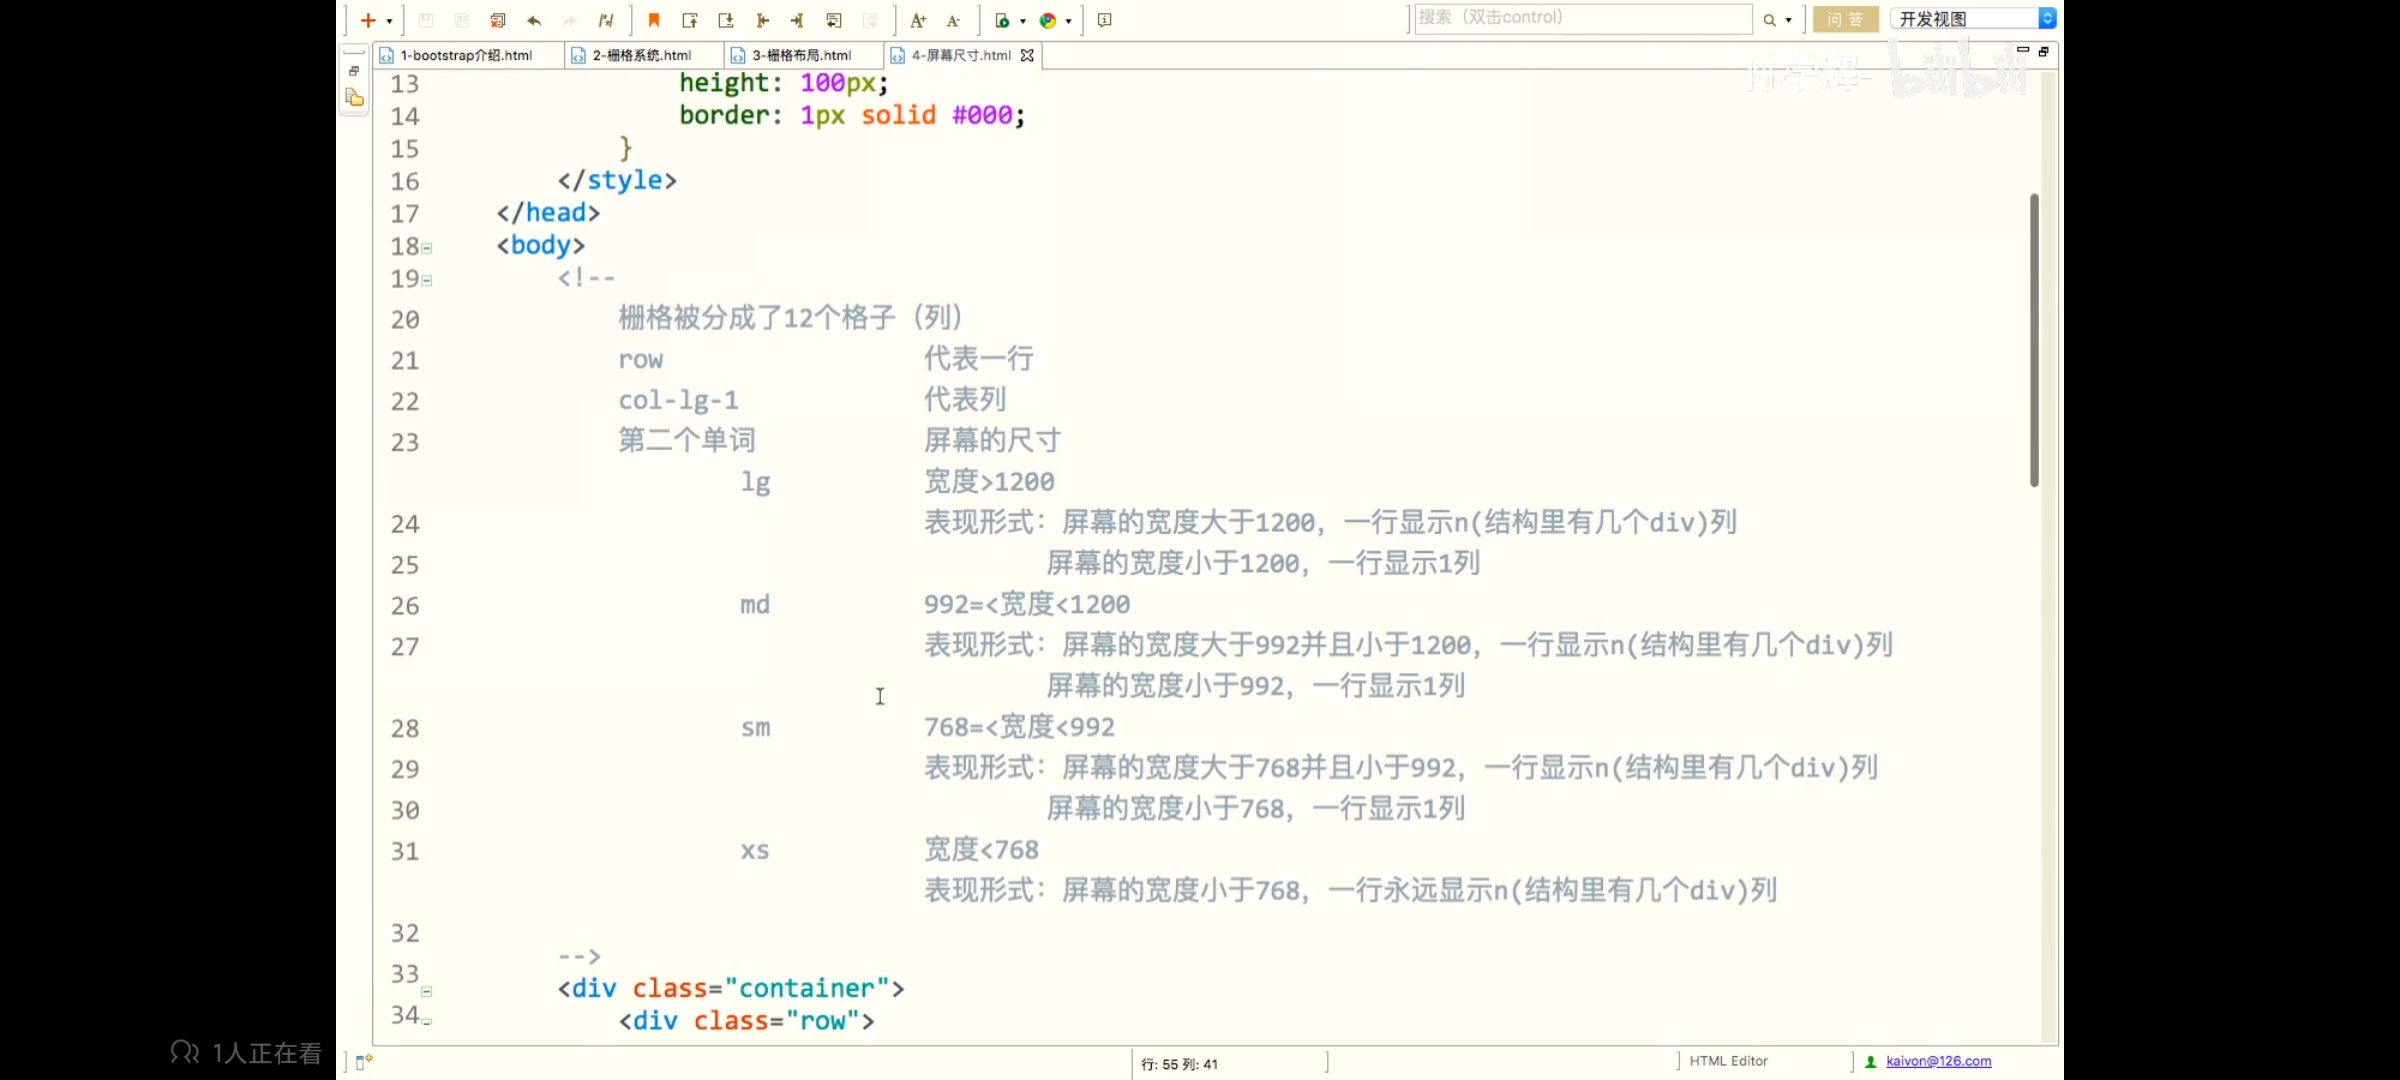 搜索（双击control）
问 答
开发视图
1-bootstrap介绍.html
2-栅格系统.html
3-栅格布局.html
4-屏幕尺寸.html
bilibili
13 height: 100px;
14 border: 1px solid #000;
15 }
16 </style>
17 </head>
18 <body>
19 <!--
20 栅格被分成了12个格子（列）
21 row 代表一行
22 col-lg-1 代表列
23 第二个单词 屏幕的尺寸
lg 宽度>1200
24 表现形式：屏幕的宽度大于1200，一行显示n(结构里有几个div)列
25 屏幕的宽度小于1200，一行显示1列
26 md 992=<宽度<1200
27 表现形式：屏幕的宽度大于992并且小于1200，一行显示n(结构里有几个div)列
屏幕的宽度小于992，一行显示1列
28 sm 768=<宽度<992
29 表现形式：屏幕的宽度大于768并且小于992，一行显示n(结构里有几个div)列
30 屏幕的宽度小于768，一行显示1列
31 xs 宽度<768
表现形式：屏幕的宽度小于768，一行永远显示n(结构里有几个div)列
32
-->
33 <div class="container">
34 <div class="row">
1人正在看
行: 55 列: 41
HTML Editor
kaivon@126.com